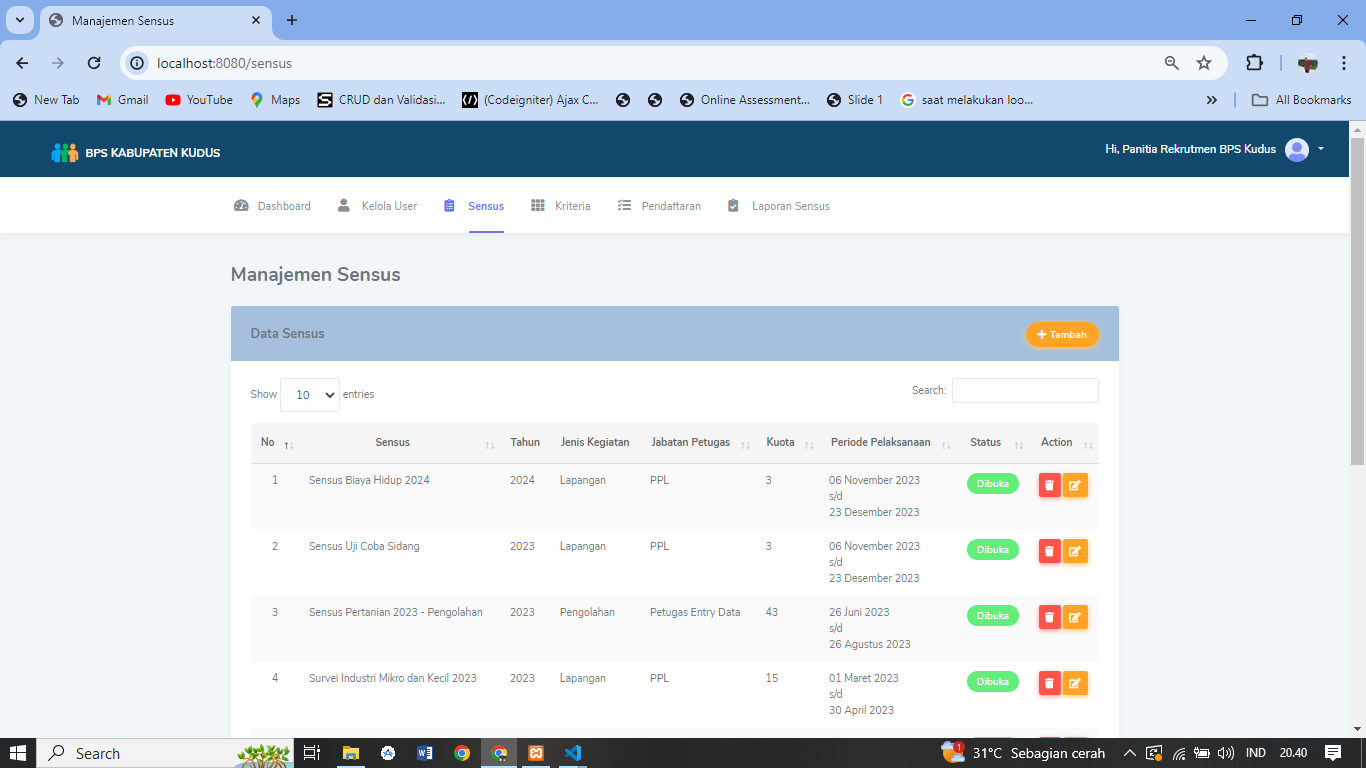 Manajemen Sensus
localhost:8080/sensus
New Tab Gmail YouTube Maps CRUD dan Validasi... (Codeigniter) Ajax C... Online Assessment... Slide 1 saat melakukan loo... All Bookmarks
BPS KABUPATEN KUDUS Hi, Panitia Rekrutmen BPS Kudus
Dashboard Kelola User Sensus Kriteria Pendaftaran Laporan Sensus
Manajemen Sensus
Data Sensus Tambah
Show 10 entries Search:
No Sensus Tahun Jenis Kegiatan Jabatan Petugas Kuota Periode Pelaksanaan Status Action
1 Sensus Biaya Hidup 2024 2024 Lapangan PPL 3 06 November 2023 Dibuka
s/d
23 Desember 2023
2 Sensus Uji Coba Sidang 2023 Lapangan PPL 3 06 November 2023 Dibuka
s/d
23 Desember 2023
3 Sensus Pertanian 2023 - Pengolahan 2023 Pengolahan Petugas Entry Data 43 26 Juni 2023 Dibuka
s/d
26 Agustus 2023
4 Survei Industri Mikro dan Kecil 2023 2023 Lapangan PPL 15 01 Maret 2023 Dibuka
s/d
30 April 2023
Search 1 31°C Sebagian cerah IND 20.40